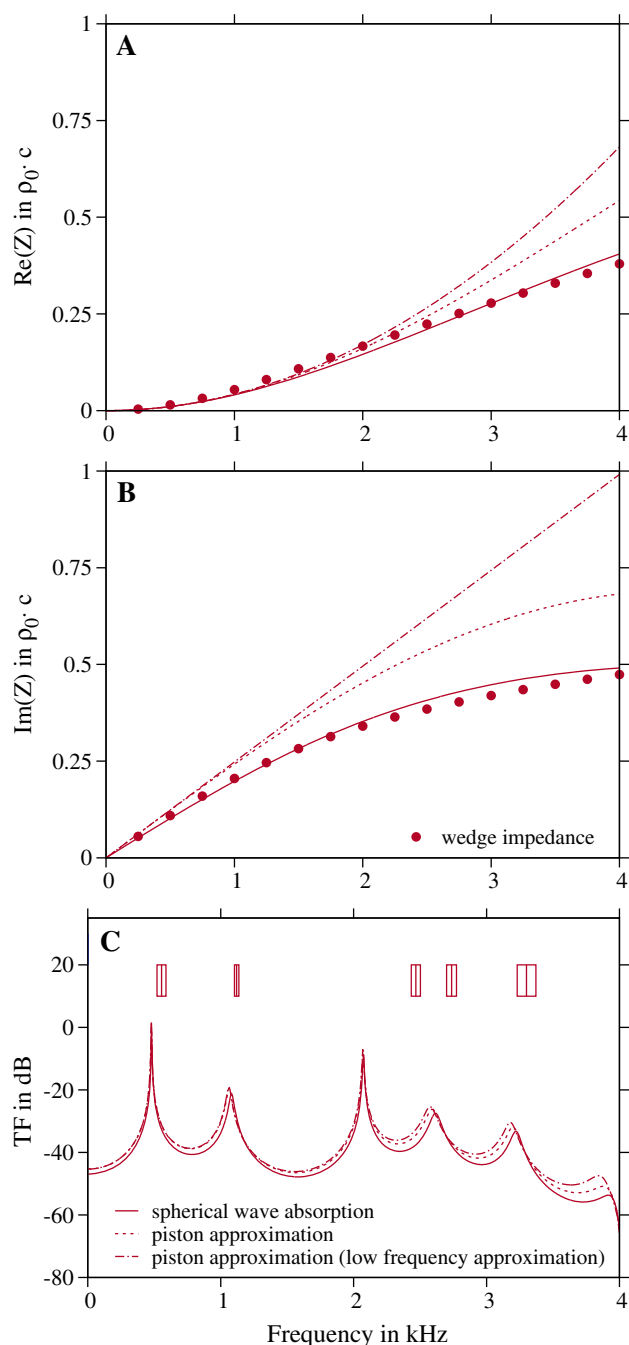 A
Re(Z) in ρ₀· c
1
0.75
0.5
0.25
0
0 1 2 3 4
B
Im(Z) in ρ₀· c
1
0.75
0.5
0.25
0
wedge impedance
0 1 2 3 4
C
TF in dB
20
0
-20
-40
-60
-80
spherical wave absorption
piston approximation
piston approximation (low frequency approximation)
0 1 2 3 4
Frequency in kHz